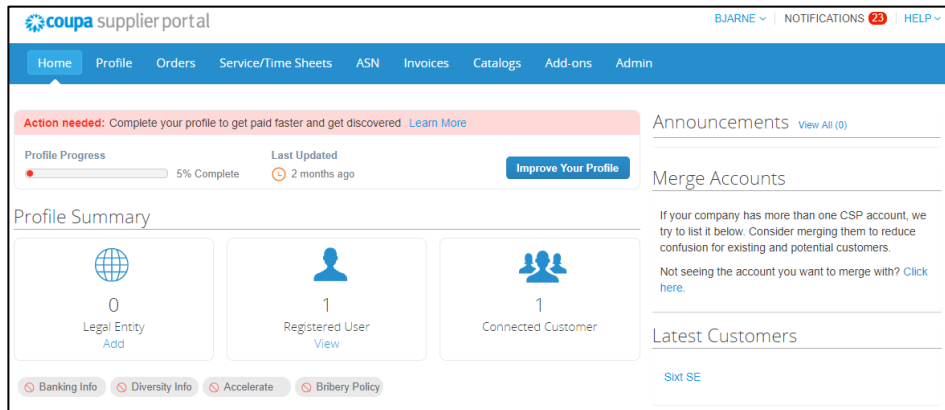 coupa supplier portal
BJARNE NOTIFICATIONS 23 HELP
Home Profile Orders Service/Time Sheets ASN Invoices Catalogs Add-ons Admin
Action needed: Complete your profile to get paid faster and get discovered Learn More
Profile Progress
5% Complete
Last Updated
2 months ago
Improve Your Profile
Profile Summary
0
Legal Entity
Add
1
Registered User
View
1
Connected Customer
Banking Info Diversity Info Accelerate Bribery Policy
Announcements View All (0)
Merge Accounts
If your company has more than one CSP account, we
try to list it below. Consider merging them to reduce
confusion for existing and potential customers.
Not seeing the account you want to merge with? Click
here.
Latest Customers
Sixt SE